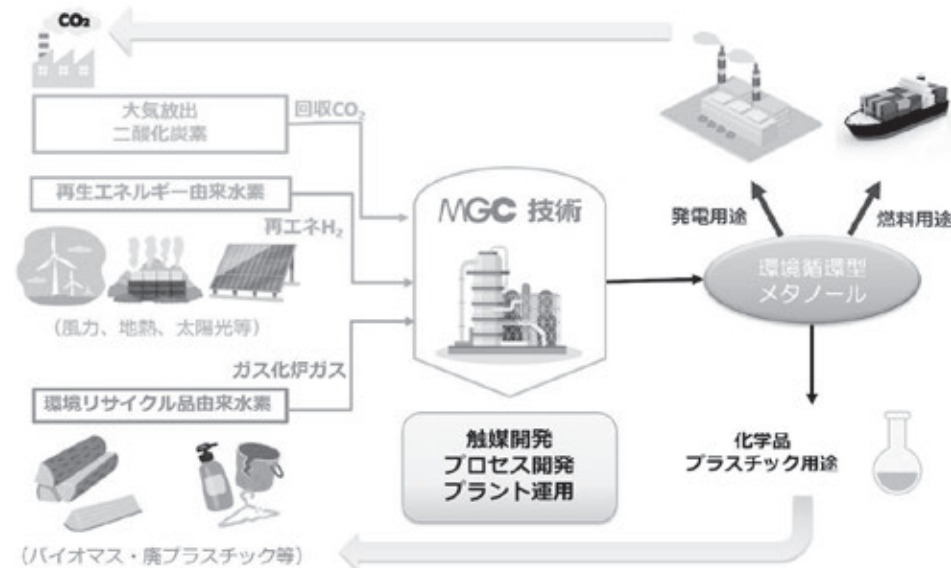 CO₂
大気放出
二酸化炭素
回収CO₂
再生エネルギー由来水素
再エネH₂
(風力、地熱、太陽光等)
ガス化炉ガス
環境リサイクル品由来水素
(バイオマス・廃プラスチック等)
MGC 技術
触媒開発
プロセス開発
プラント運用
発電用途
燃料用途
環境循環型
メタノール
化学品
プラスチック用途